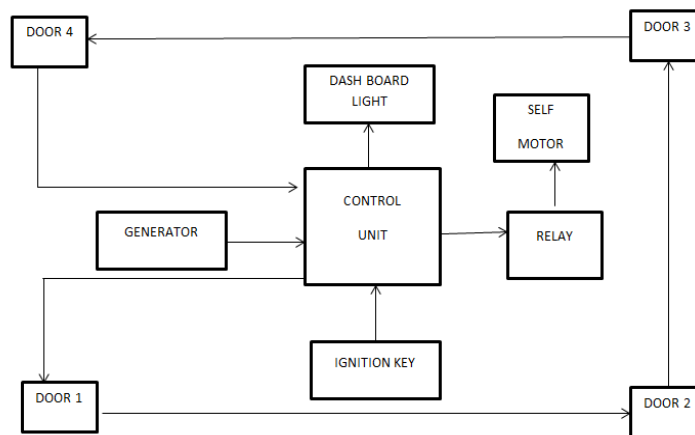 DOOR 4
DOOR 3
DASH BOARD
LIGHT
SELF
MOTOR
CONTROL
UNIT
GENERATOR
RELAY
IGNITION KEY
DOOR 1
DOOR 2